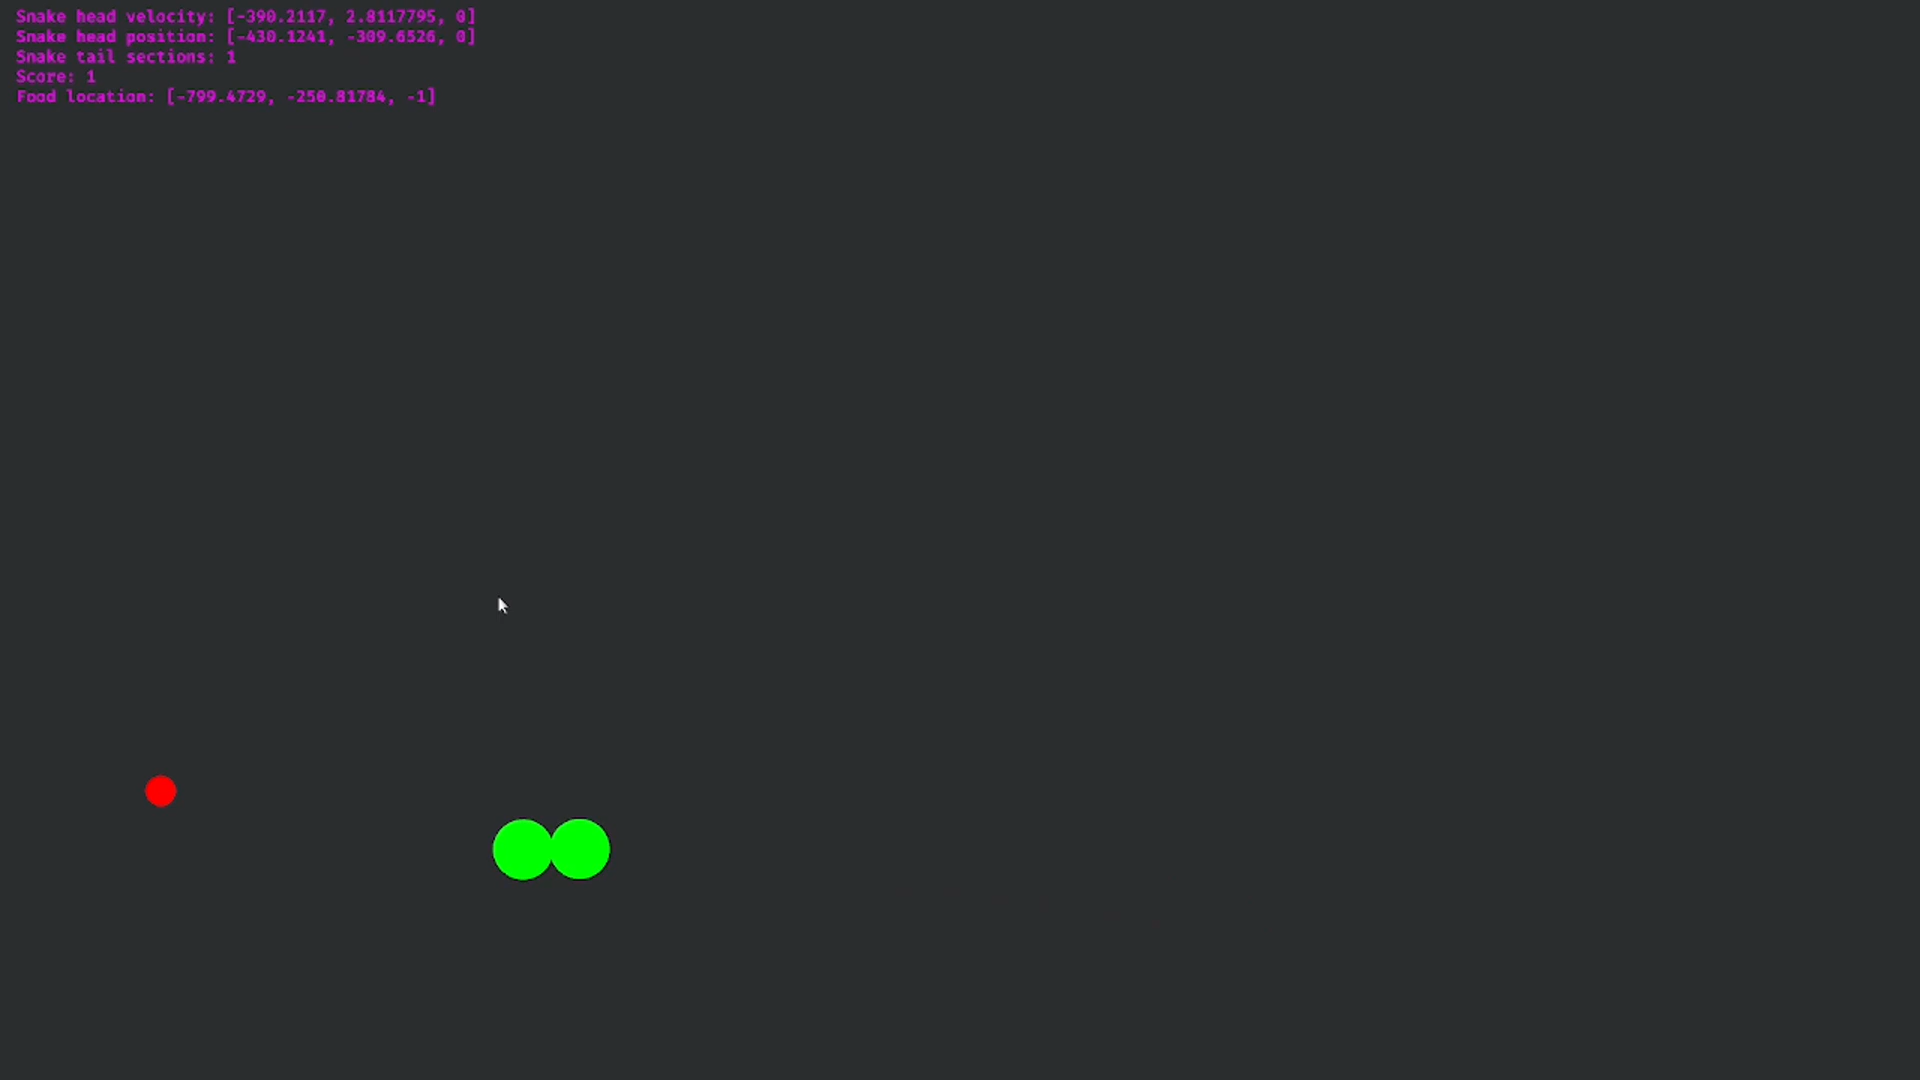 Snake head velocity: [-390.2117, 2.8117795, 0]
Snake head position: [-430.1241, -309.6526, 0]
Snake tail sections: 1
Score: 1
Food location: [-799.4729, -250.81784, -1]